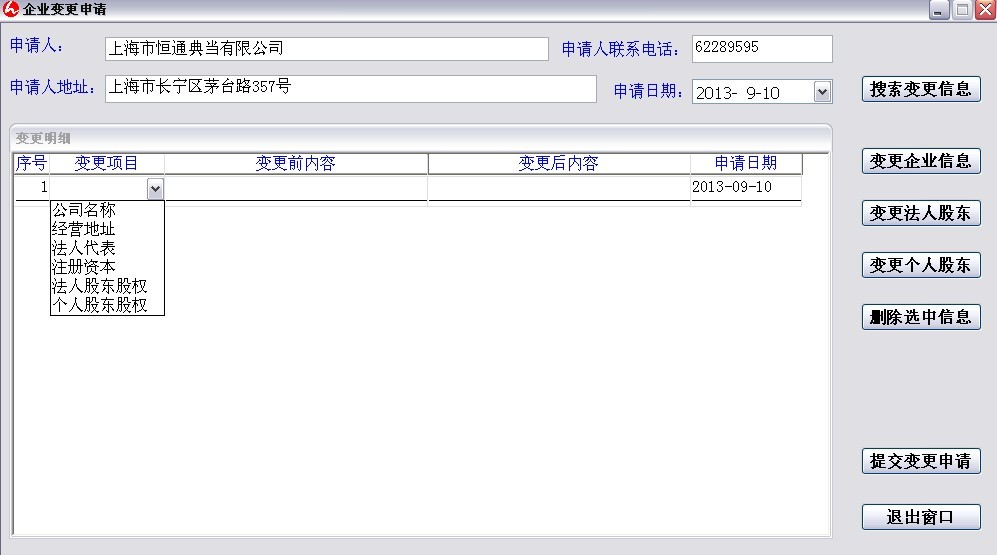 企业变更申请
申请人： 上海市恒通典当有限公司 申请人联系电话： 62289595
申请人地址： 上海市长宁区茅台路357号 申请日期： 2013- 9-10 搜索变更信息
变更明细
序号 变更项目 变更前内容 变更后内容 申请日期
1 2013-09-10
公司名称
经营地址
法人代表
注册资本
法人股东股权
个人股东股权
变更企业信息
变更法人股东
变更个人股东
删除选中信息
提交变更申请
退出窗口